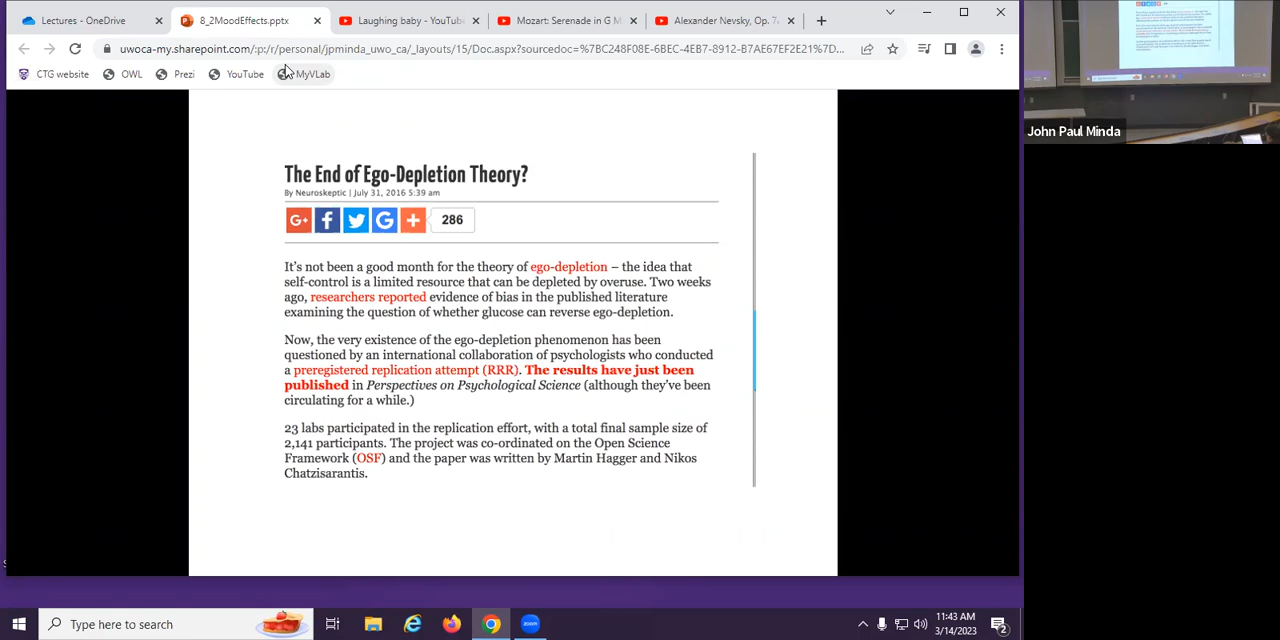 Lectures - OneDrive
8_2MoodEffects.pptx
Laughing baby - YouTube
Mozart: Serenade in G M
Alexander Nevsky, Op. 7
uwoca-my.sharepoint.com/:p:/r/personal/jpminda_uwo_ca/_layouts/15/Doc.aspx?sourcedoc=%7BC248F08E-6BEC-4EB7-8912-B7AE67EF2E21%7D...
CTG website
OWL
Prezi
YouTube
MyVLab
John Paul Minda
The End of Ego-Depletion Theory?
By Neuroskeptic | July 31, 2016 5:39 am
G+ f G + 286
It's not been a good month for the theory of ego-depletion – the idea that
self-control is a limited resource that can be depleted by overuse. Two weeks
ago, researchers reported evidence of bias in the published literature
examining the question of whether glucose can reverse ego-depletion.
Now, the very existence of the ego-depletion phenomenon has been
questioned by an international collaboration of psychologists who conducted
a preregistered replication attempt (RRR). The results have just been
published in Perspectives on Psychological Science (although they've been
circulating for a while.)
23 labs participated in the replication effort, with a total final sample size of
2,141 participants. The project was co-ordinated on the Open Science
Framework (OSF) and the paper was written by Martin Hagger and Nikos
Chatzisarantis.
Type here to search
zoom
11:43 AM
3/14/2023
2